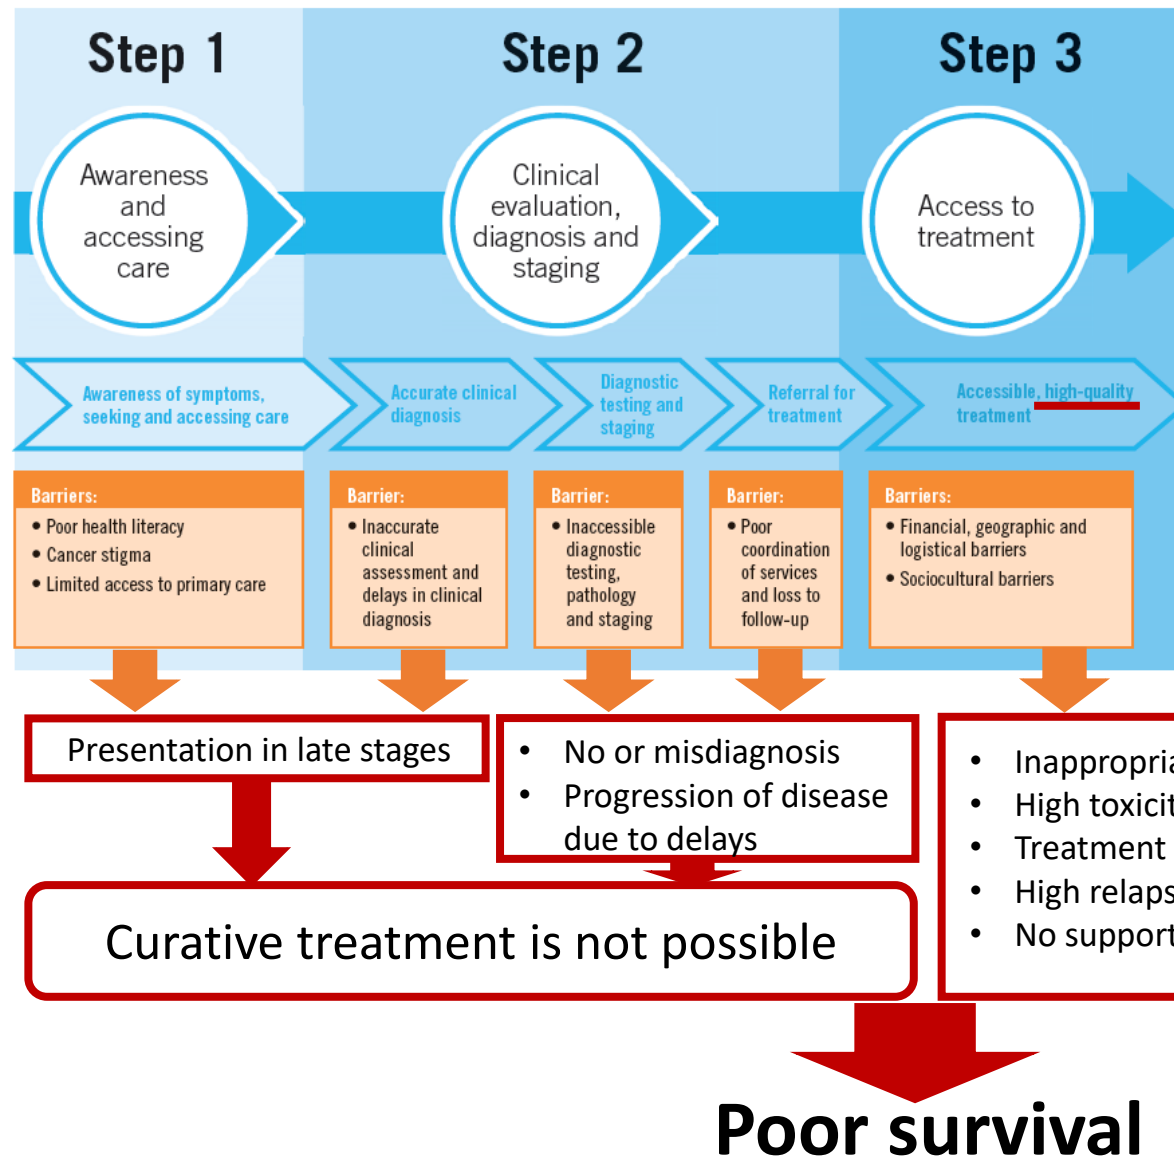 Step 1
Step 2
Step 3
Awareness
and
accessing
care
Clinical
evaluation,
diagnosis and
staging
Access to
treatment
Awareness of symptoms,
seeking and accessing care
Accurate clinical
diagnosis
Diagnostic
testing and
staging
Referral for
treatment
Accessible, high-quality
treatment
Barriers:
• Poor health literacy
• Cancer stigma
• Limited access to primary care
Barrier:
• Inaccurate
clinical
assessment and
delays in clinical
diagnosis
Barrier:
• Inaccessible
diagnostic
testing,
pathology
and staging
Barrier:
• Poor
coordination
of services
and loss to
follow-up
Barriers:
• Financial, geographic and
logistical barriers
• Sociocultural barriers
Presentation in late stages
• No or misdiagnosis
• Progression of disease
due to delays
•
• High
• Treatment
• High
• No
Curative treatment is not possible
Poor survival